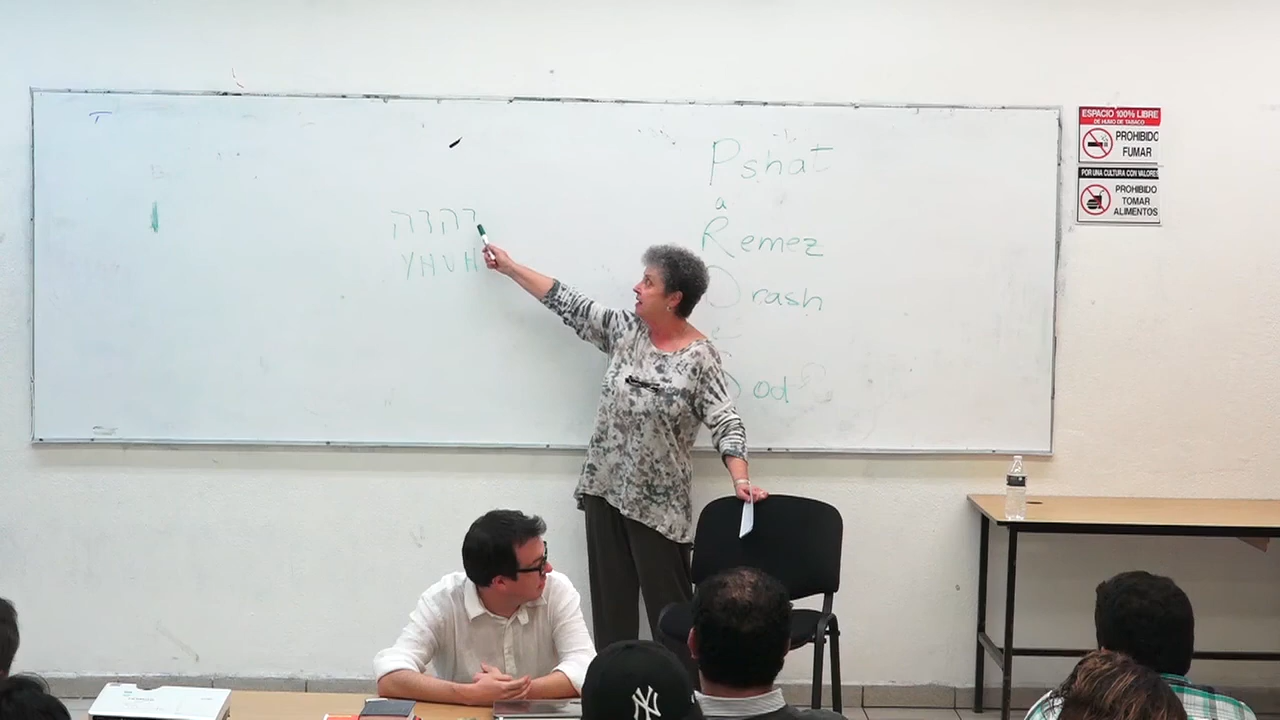 T
יהוה
YHVH
Pshat
a
Remez
Drash
ESPACIO 100% LIBRE
DE HUMO DE TABACO
PROHIBIDO
FUMAR
POR UNA CULTURA CON VALORES
PROHIBIDO
TOMAR
ALIMENTOS
NY